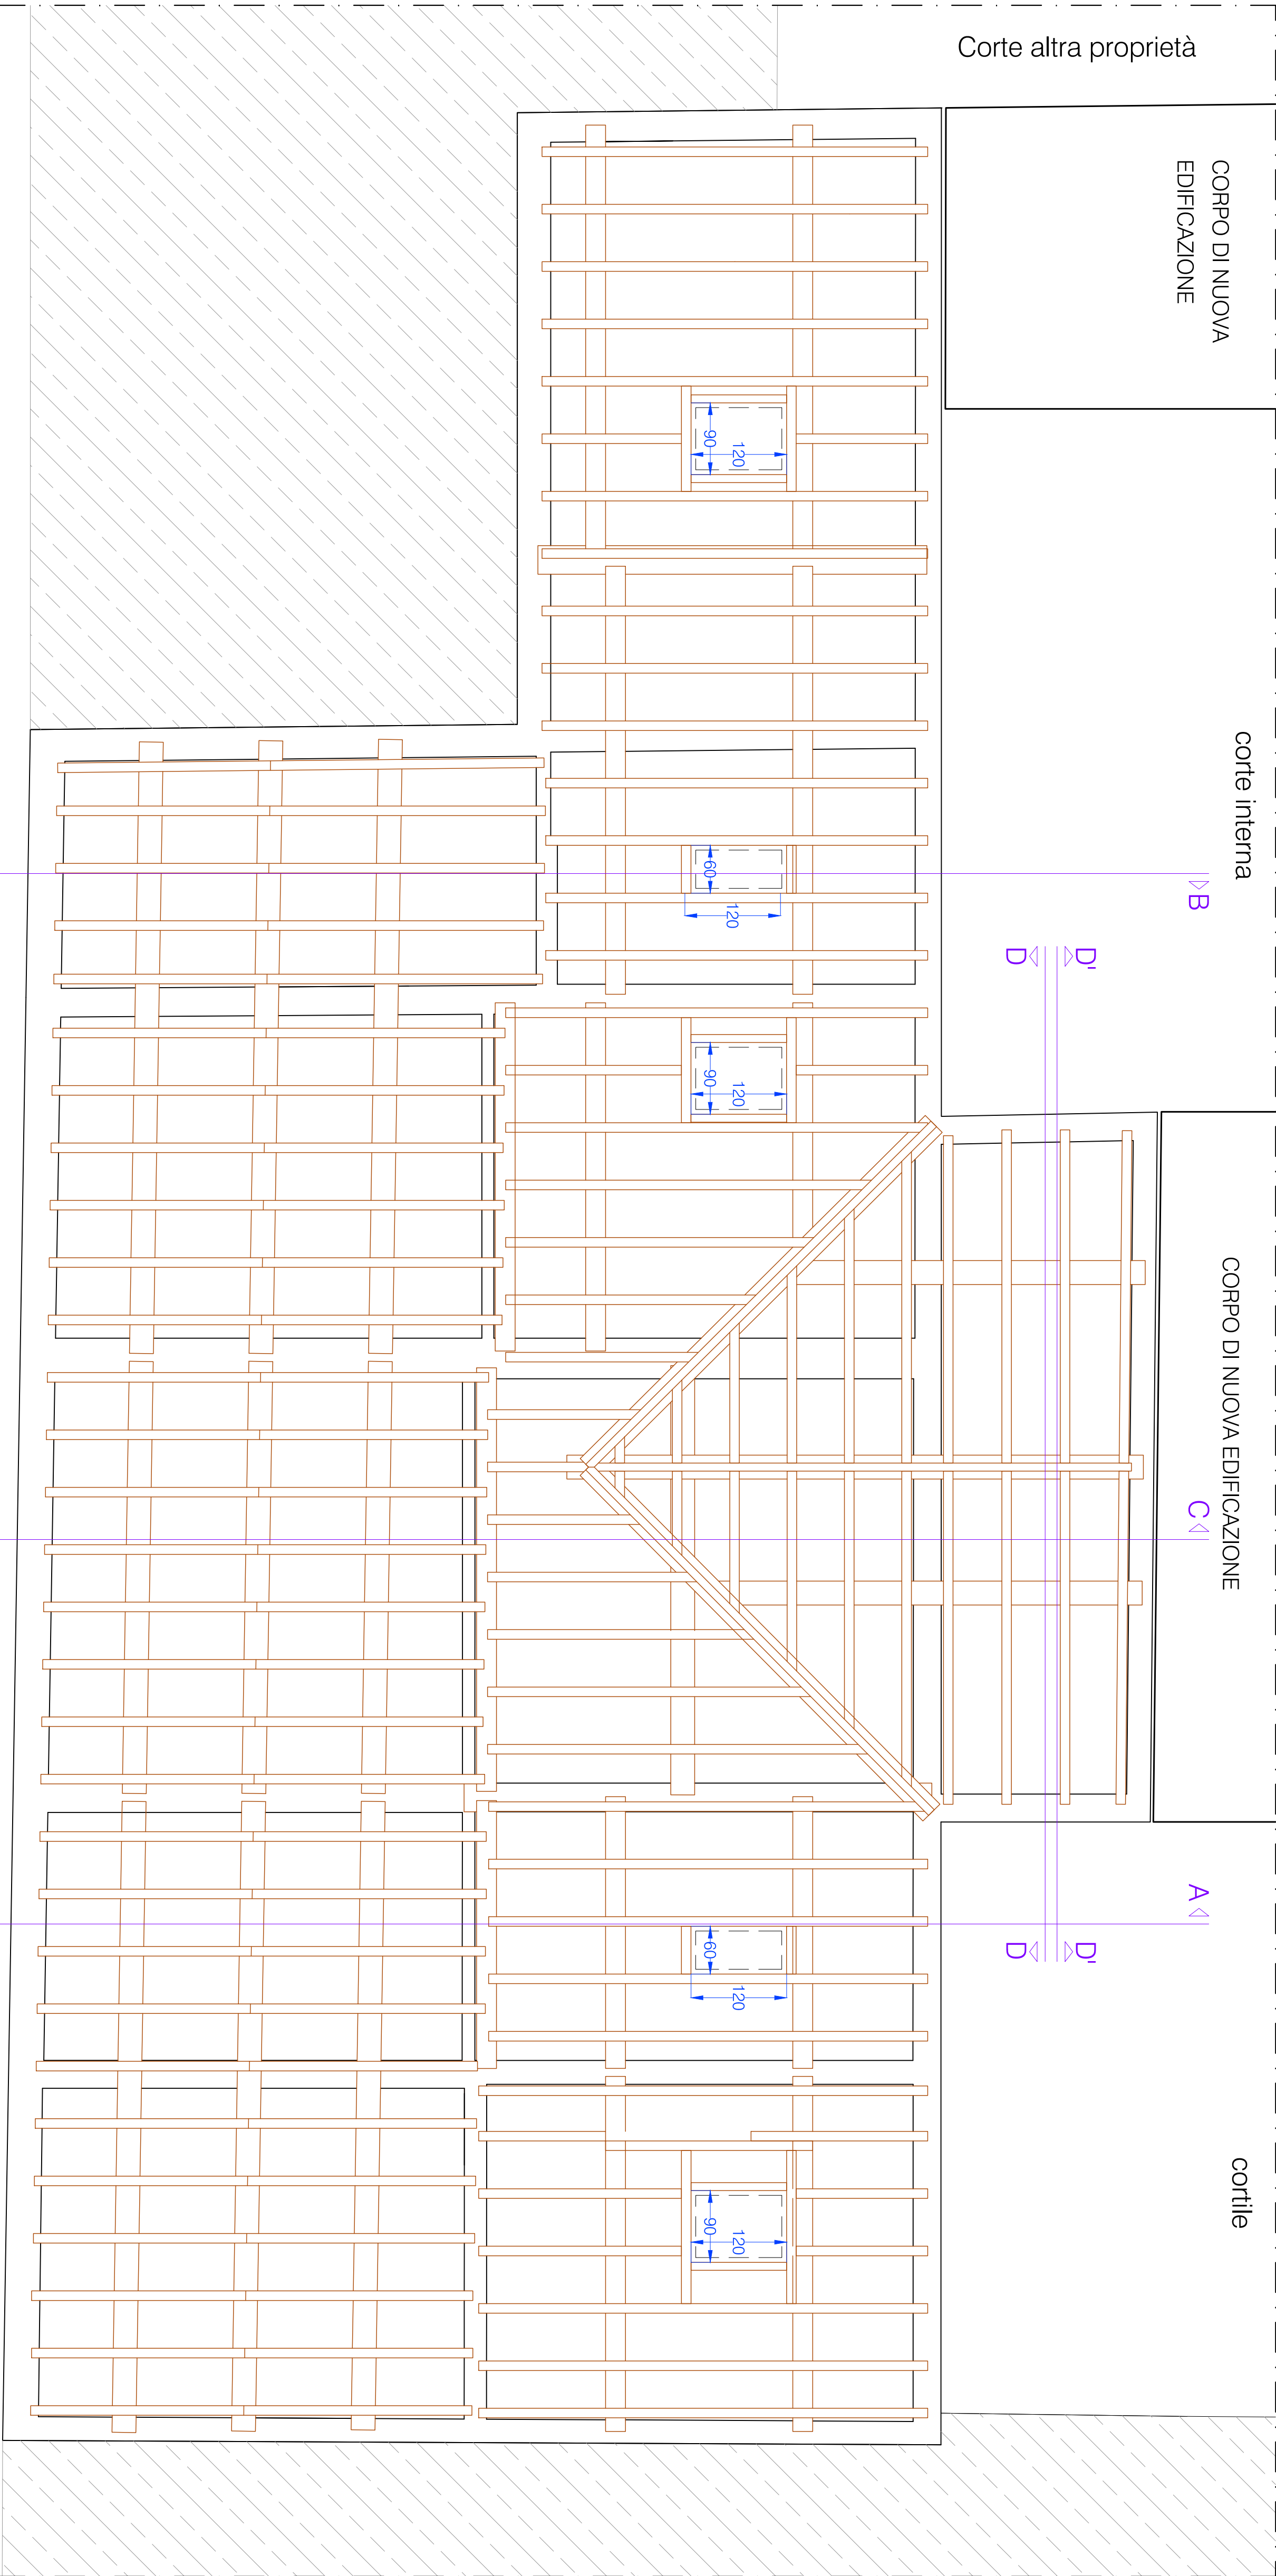 Corte altra proprietà
CORPO DI NUOVA
EDIFICAZIONE
90
120
corte interna
60
120
B
D
D'
90
120
CORPO DI NUOVA EDIFICAZIONE
C
A
60
120
D
D'
cortile
90
120